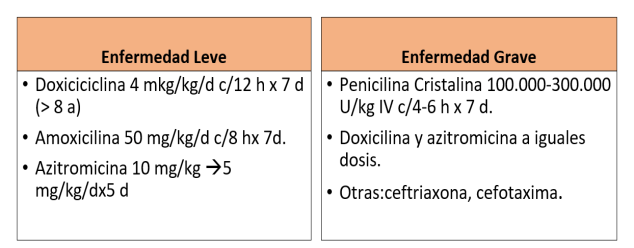 Enfermedad Leve
• Doxiciciclina 4 mkg/kg/d c/12 h x 7 d
(> 8 a)
• Amoxicilina 50 mg/kg/d c/8 hx 7d.
• Azitromicina 10 mg/kg →5
mg/kg/dx5 d
Enfermedad Grave
• Penicilina Cristalina 100.000-300.000
U/kg IV c/4-6 h x 7 d.
• Doxicilina y azitromicina a iguales
dosis.
• Otras:ceftriaxona, cefotaxima.